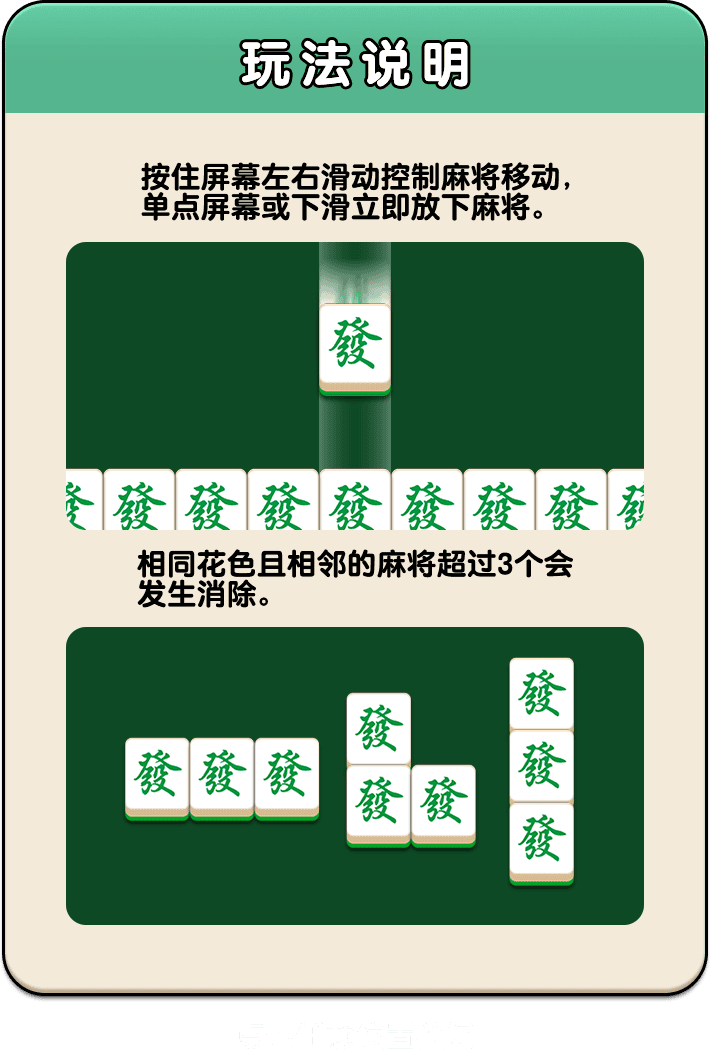 玩法说明
按住屏幕左右滑动控制麻将移动，
单点屏幕或下滑立即放下麻将。
發
發 發 發 發 發 發 發 發 發
相同花色且相邻的麻将超过3个会
发生消除。
發 發 發
發
發 發
發
發
發